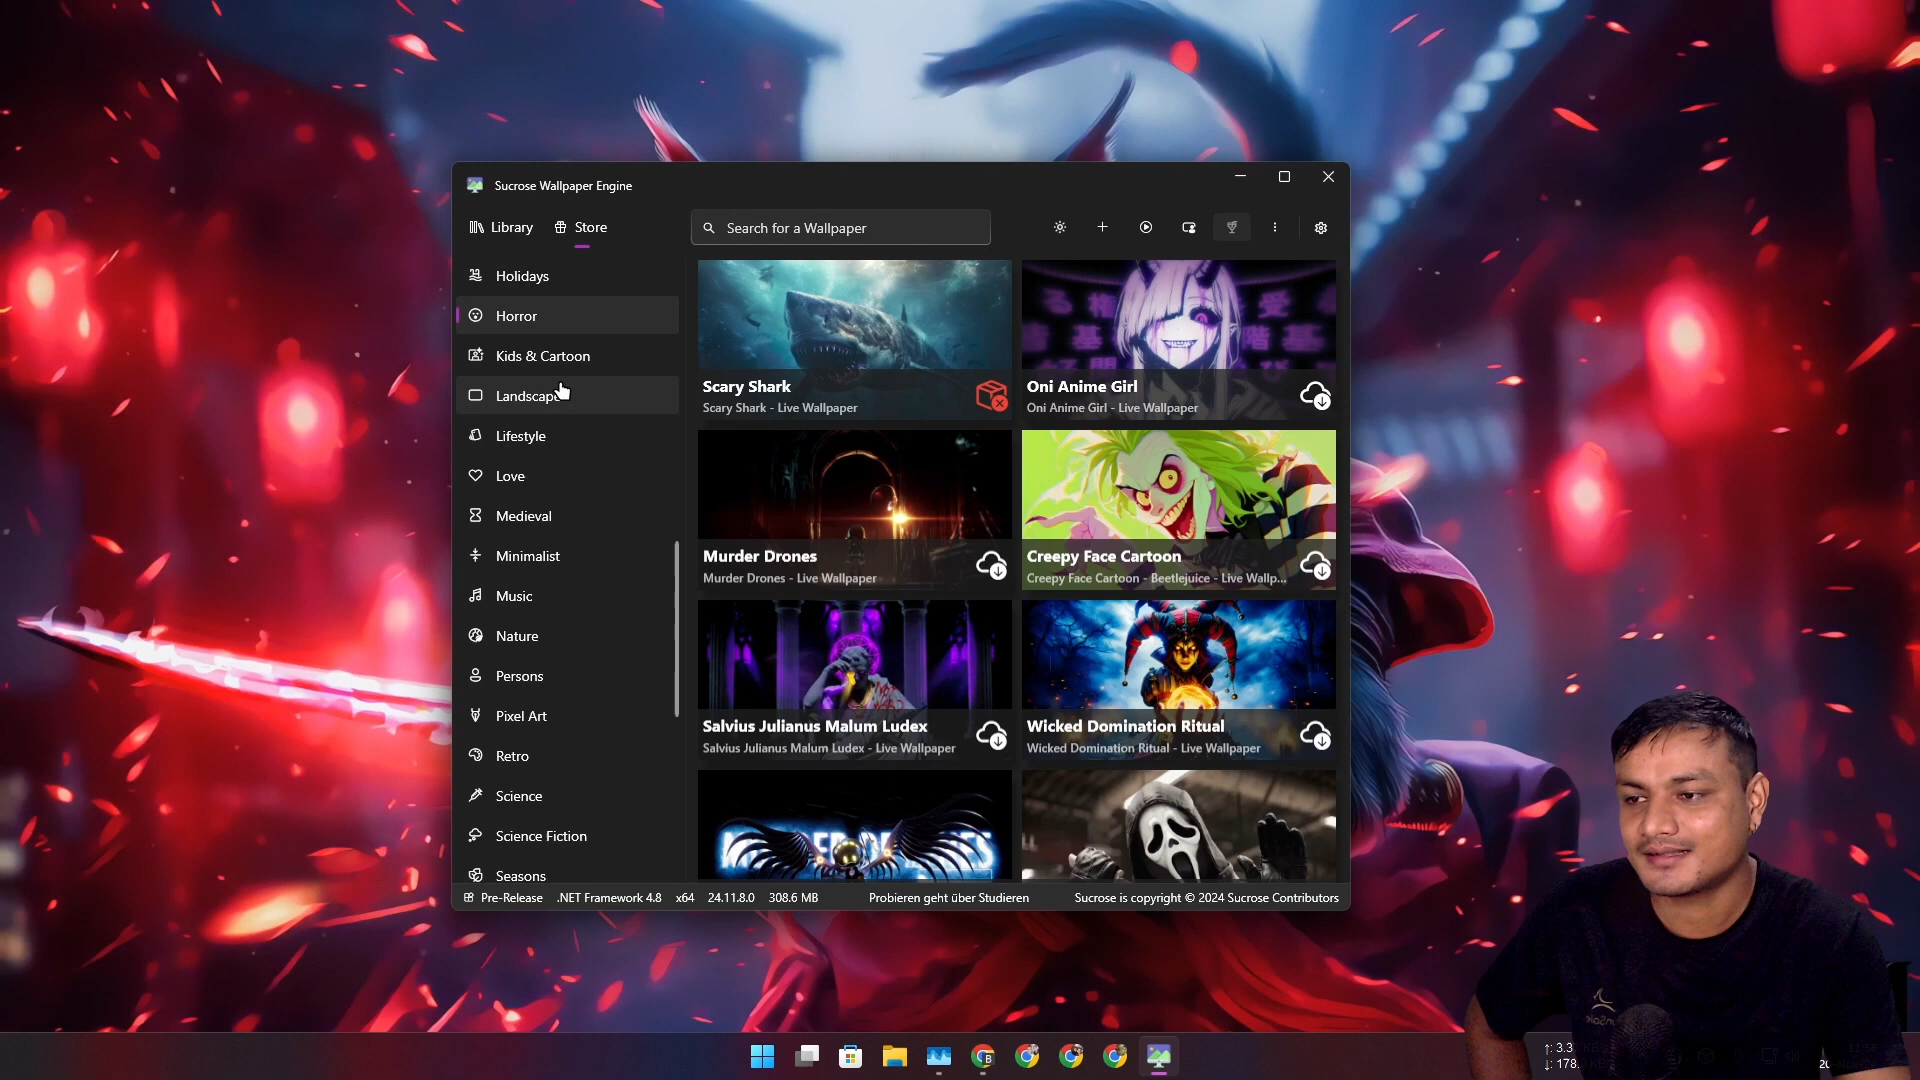 Sucrose Wallpaper Engine
Library
Store
Search for a Wallpaper
Holidays
Horror
Kids & Cartoon
Landscape
Lifestyle
Love
Medieval
Minimalist
Music
Nature
Persons
Pixel Art
Retro
Science
Science Fiction
Seasons
Scary Shark
Scary Shark - Live Wallpaper
Oni Anime Girl
Oni Anime Girl - Live Wallpaper
Murder Drones
Murder Drones - Live Wallpaper
Creepy Face Cartoon
Creepy Face Cartoon - Beetlejuice - Live Wallp...
Salvius Julianus Malum Ludex
Salvius Julianus Malum Ludex - Live Wallpaper
Wicked Domination Ritual
Wicked Domination Ritual - Live Wallpaper
Pre-Release .NET Framework 4.8 x64 24.11.8.0 308.6 MB Probieren geht über Studieren Sucrose is copyright © 2024 Sucrose Contributors
↑: 3.3
↓: 178.